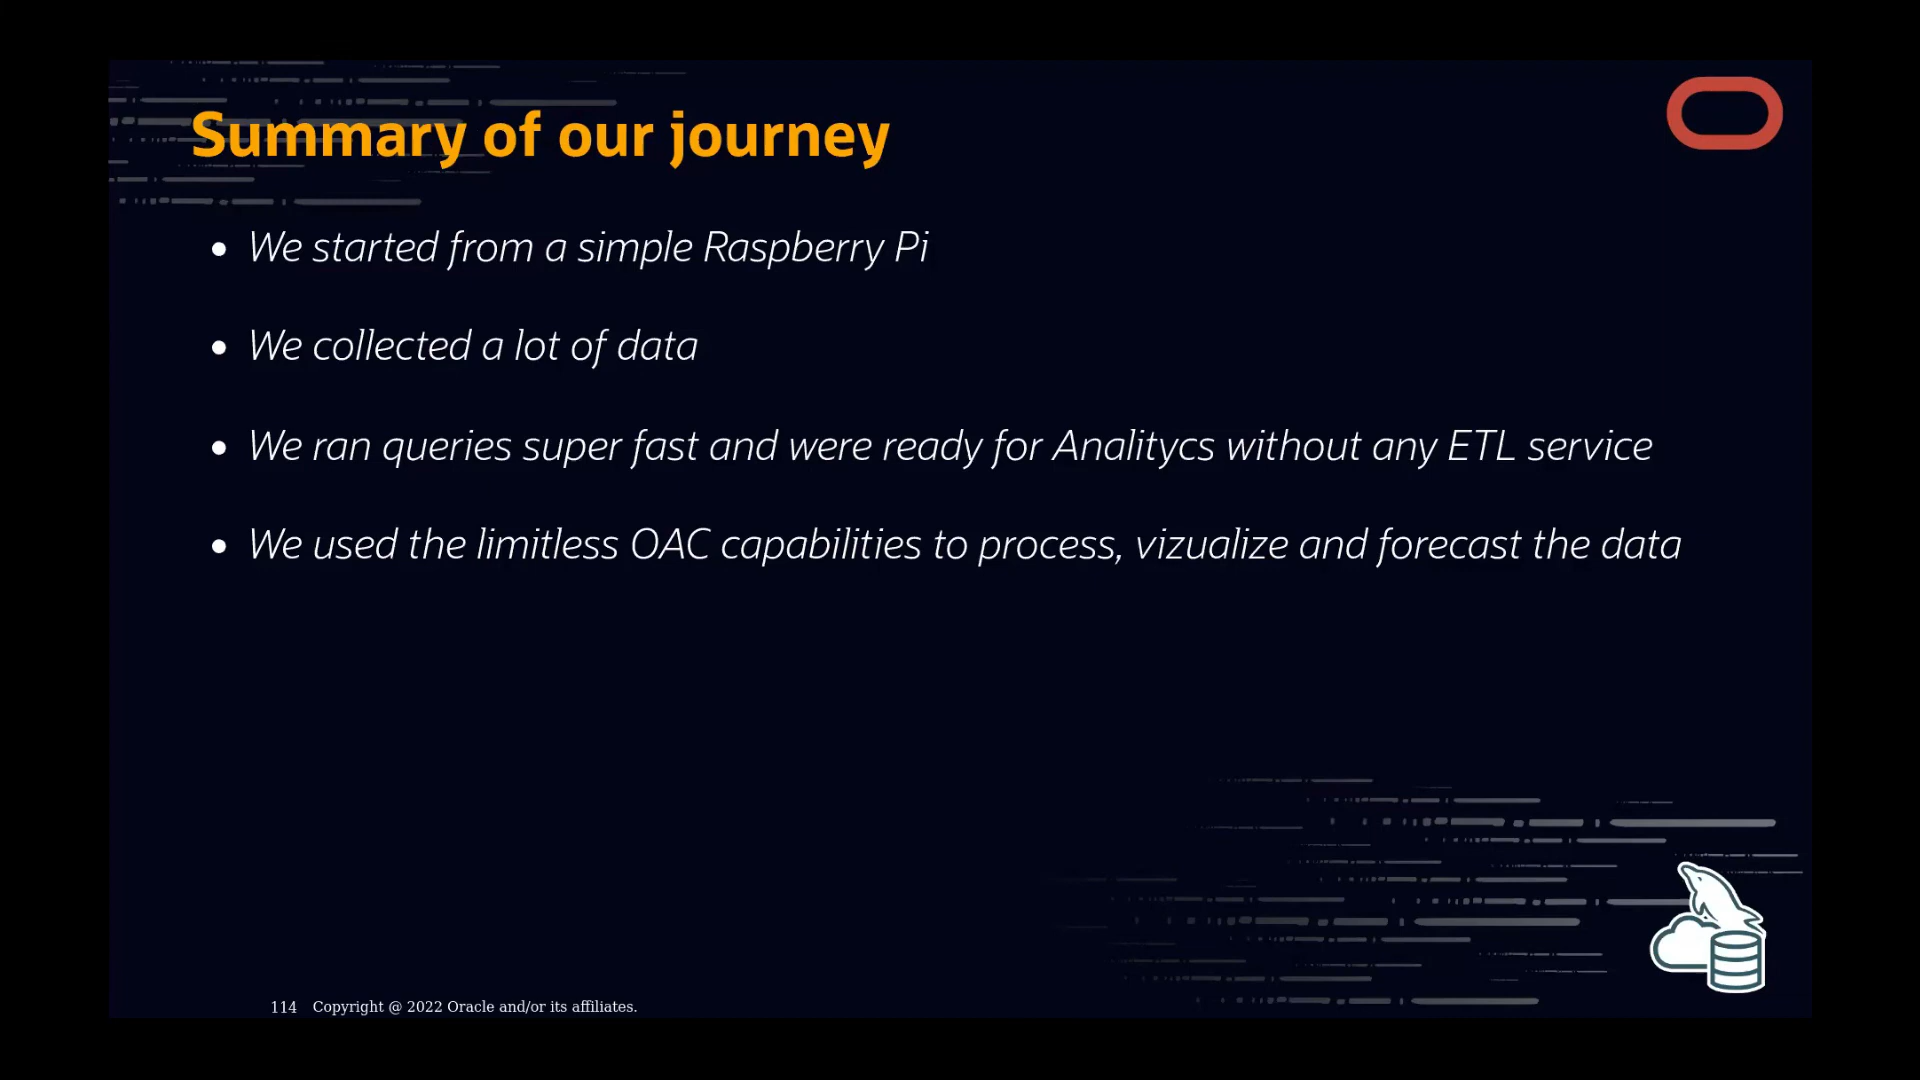 Summary of our journey
• We started from a simple Raspberry Pi
• We collected a lot of data
• We ran queries super fast and were ready for Analitycs without any ETL service
• We used the limitless OAC capabilities to process, vizualize and forecast the data
114 Copyright @ 2022 Oracle and/or its affiliates.